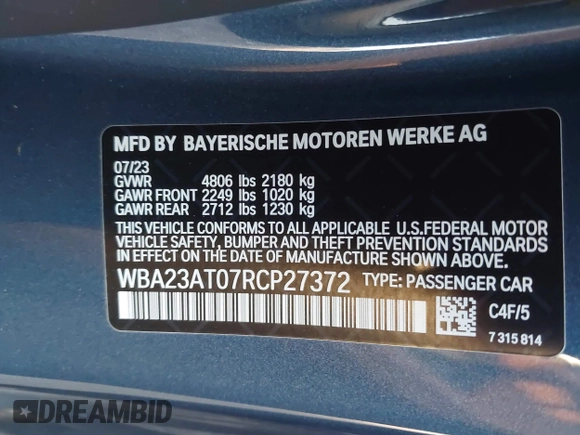 MFD BY BAYERISCHE MOTOREN WERKE AG
07/23
GVWR 4806 lbs 2180 kg
GAWR FRONT 2249 lbs 1020 kg
GAWR REAR 2712 lbs 1230 kg
THIS VEHICLE CONFORMS TO ALL APPLICABLE U.S.FEDERAL MOTOR
VEHICLE SAFETY, BUMPER AND THEFT PREVENTION STANDARDS
IN EFFECT ON THE DATE OF MANUFACTURE SHOWN ABOVE.
WBA23AT07RCP27372 TYPE: PASSENGER CAR
C4F/5
7 315 814
DREAMBID